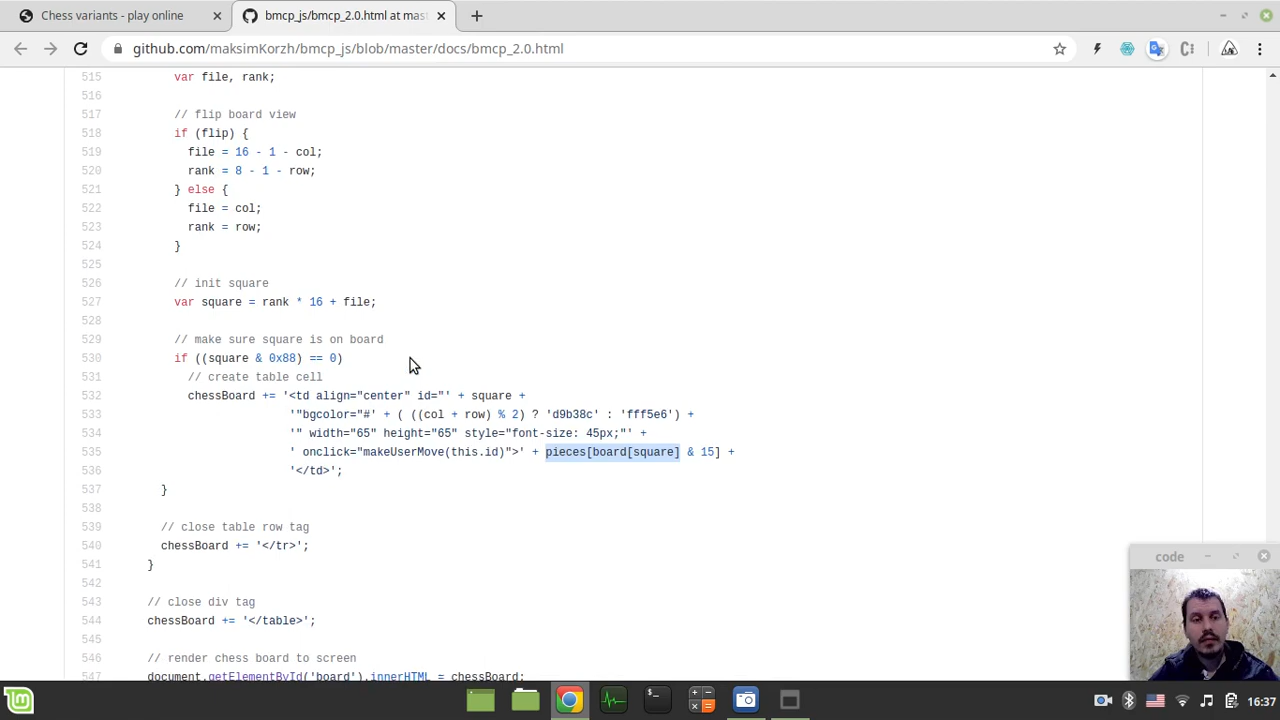 Chess variants - play online
bmcp_js/bmcp_2.0.html at mas
github.com/maksimKorzh/bmcp_js/blob/master/docs/bmcp_2.0.html
515 var file, rank;
516
517 // flip board view
518 if (flip) {
519 file = 16 - 1 - col;
520 rank = 8 - 1 - row;
521 } else {
522 file = col;
523 rank = row;
524 }
525
526 // init square
527 var square = rank * 16 + file;
528
529 // make sure square is on board
530 if ((square & 0x88) == 0)
531 // create table cell
532 chessBoard += '<td align="center" id="' + square +
533 '"bgcolor="#' + ( ((col + row) % 2) ? 'd9b38c' : 'fff5e6') +
534 '" width="65" height="65" style="font-size: 45px;"' +
535 ' onclick="makeUserMove(this.id)">' + pieces[board[square] & 15] +
536 '</td>';
537 }
538
539 // close table row tag
540 chessBoard += '</tr>';
541 }
542
543 // close div tag
544 chessBoard += '</table>';
545
546 // render chess board to screen
547 document.getElementById('board').innerHTML = chessBoard;
code
16:37